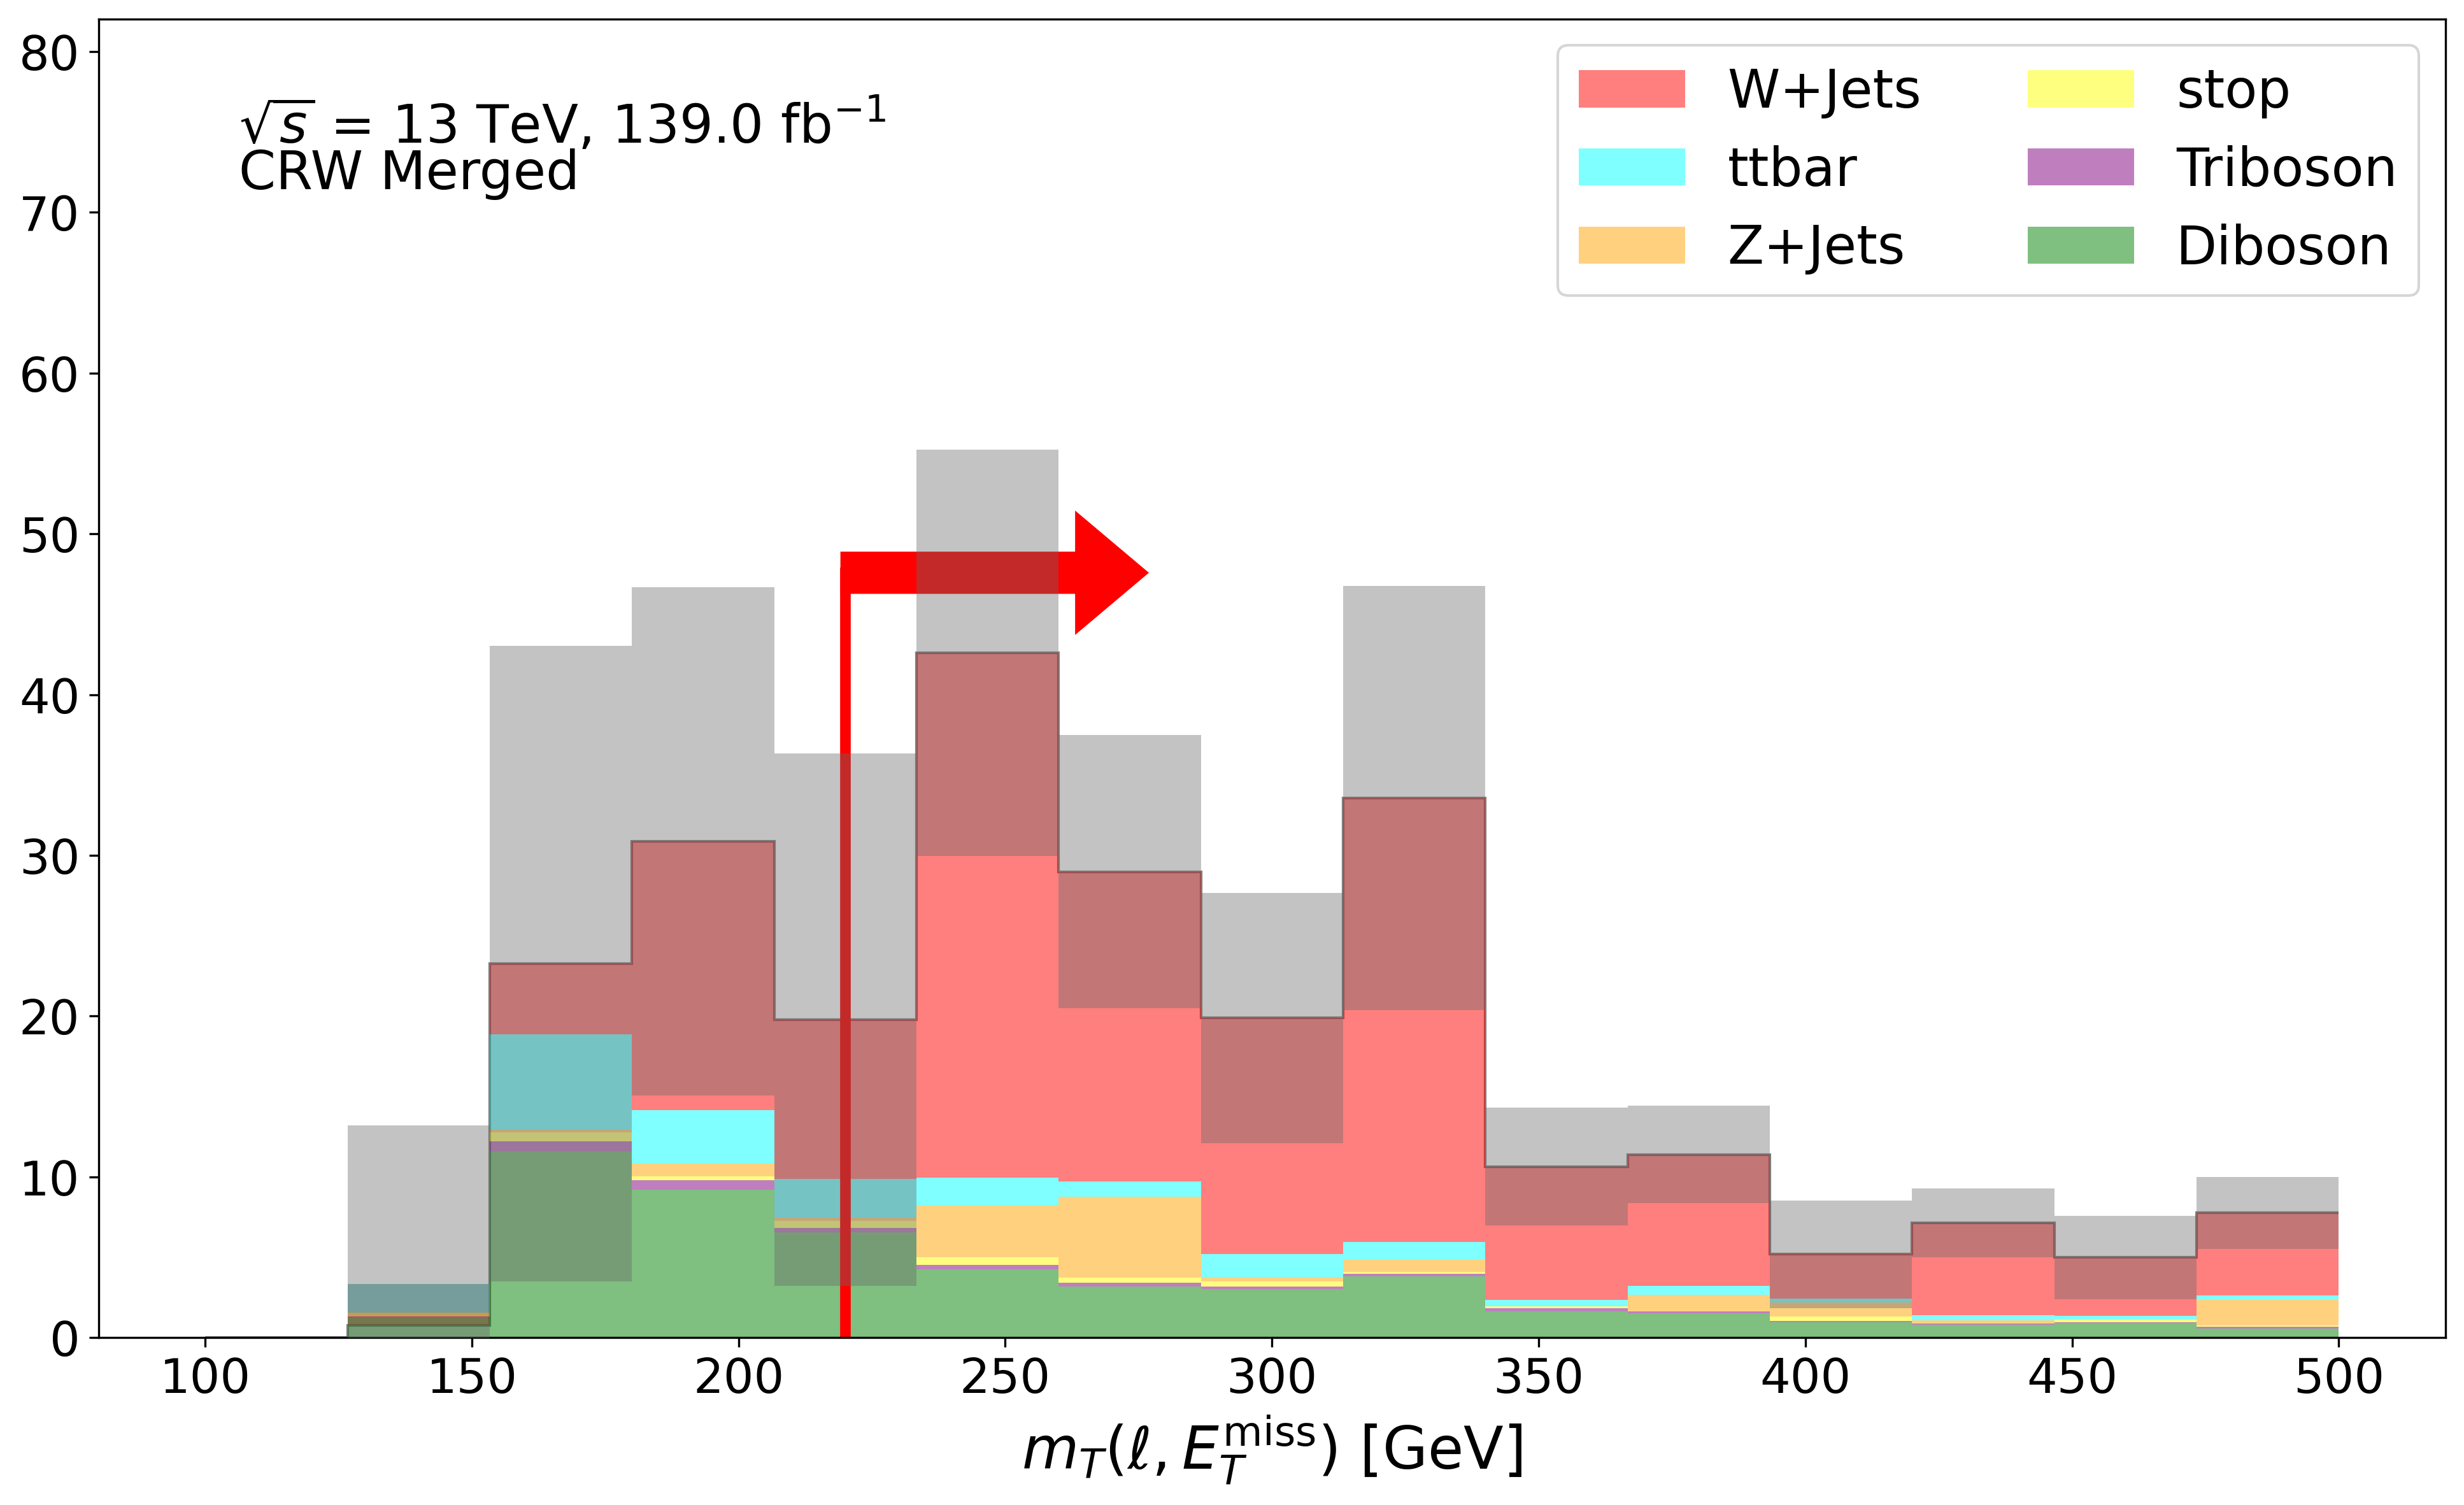 80
70
60
50
40
30
20
10
0
√s = 13 TeV, 139.0 fb⁻¹
CRW Merged
W+Jets
ttbar
Z+Jets
stop
Triboson
Diboson
100 150 200 250 300 350 400 450 500
m_T(ℓ, E_T^miss) [GeV]